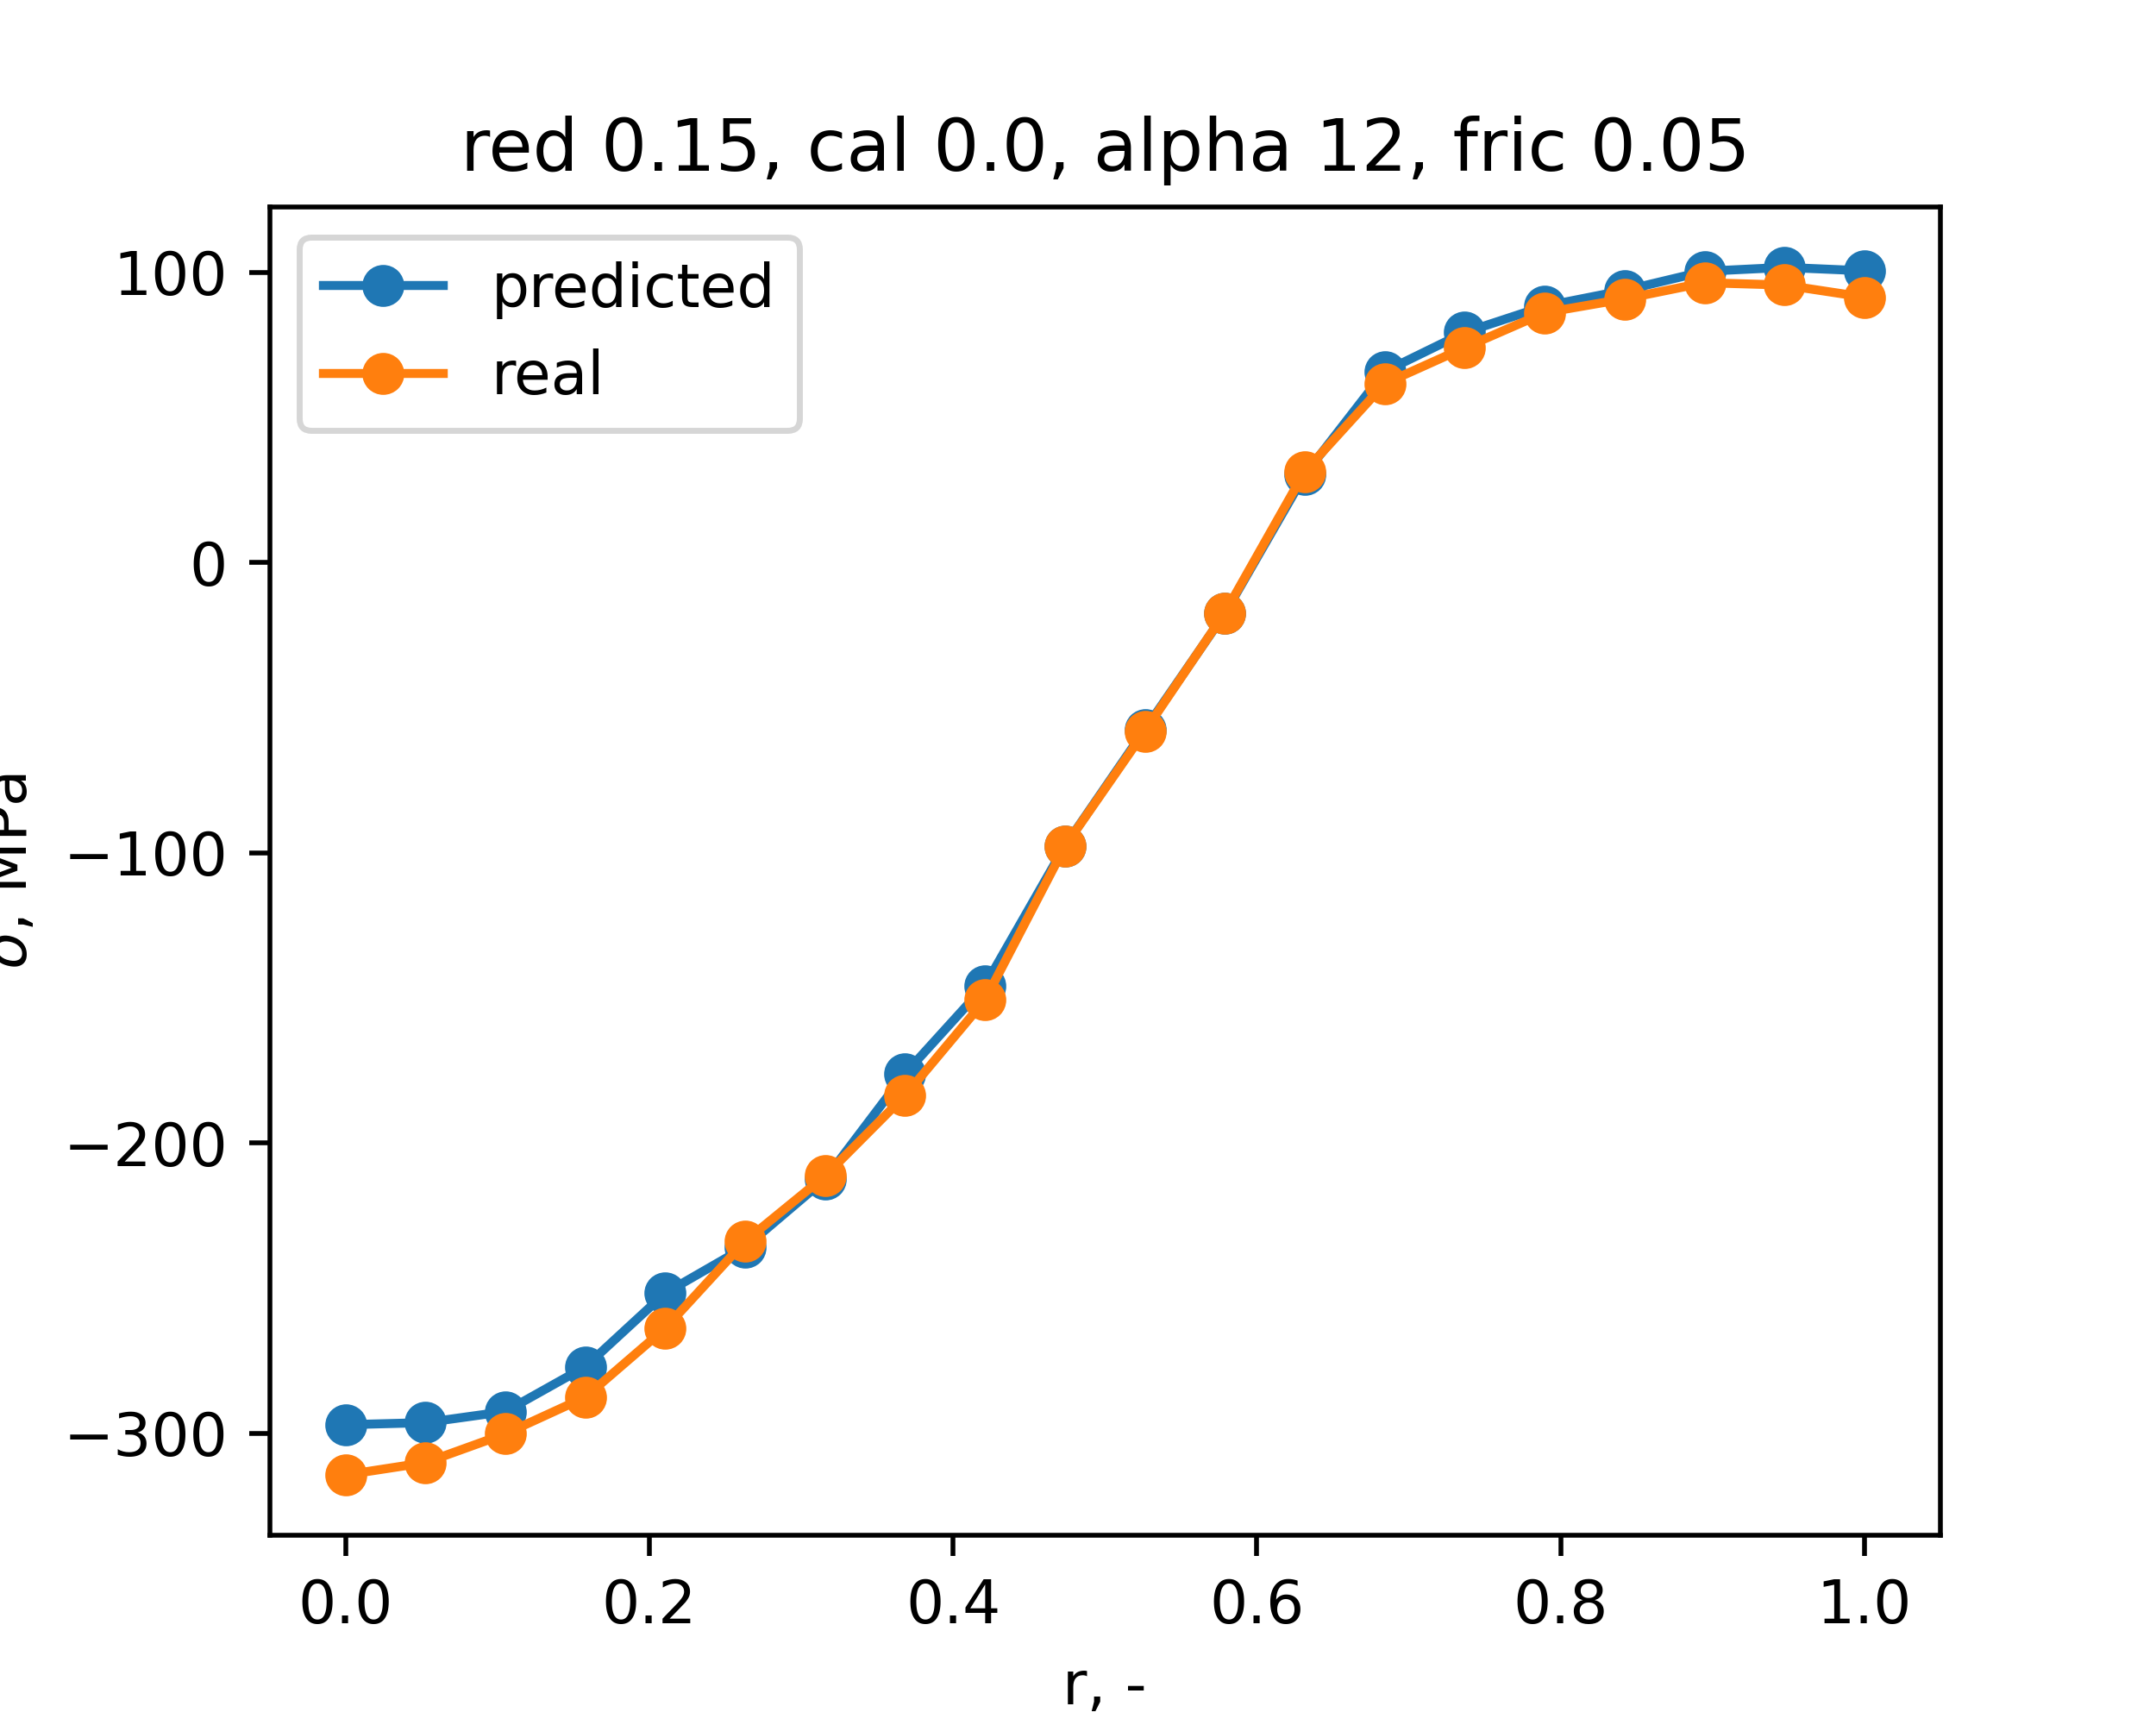 red 0.15, cal 0.0, alpha 12, fric 0.05
predicted
real
100
0
−100
−200
−300
σ, MPa
0.0 0.2 0.4 0.6 0.8 1.0
r, -